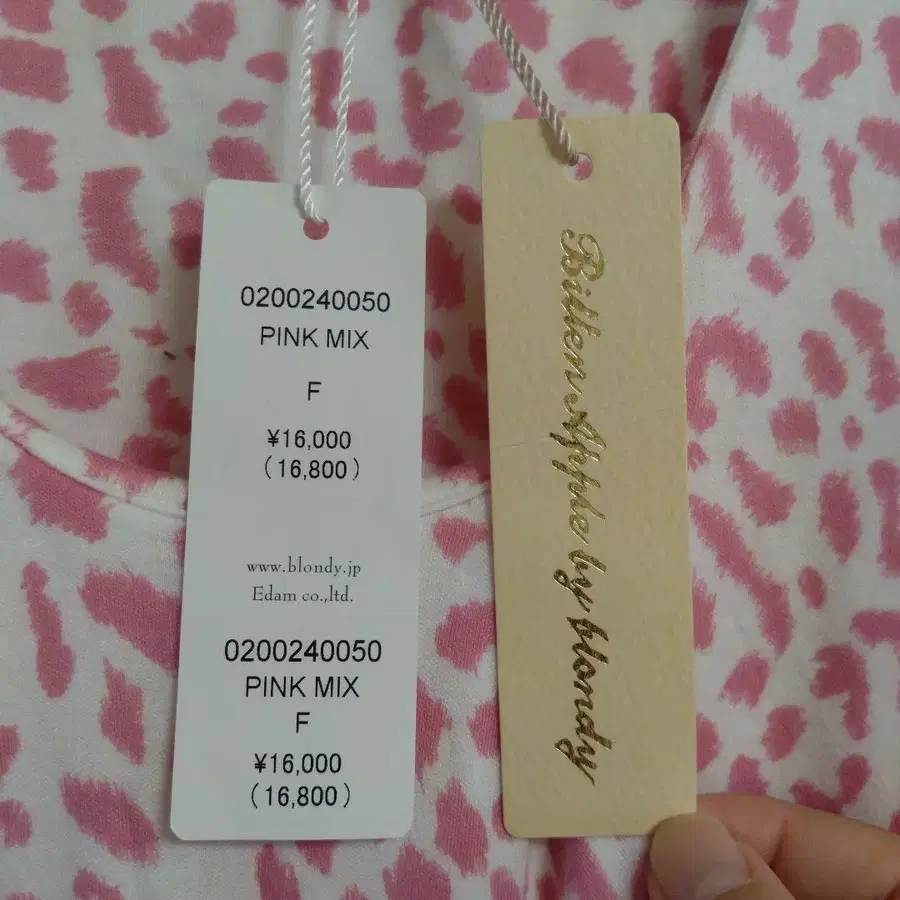 0200240050
PINK MIX
F
¥16,000
(16,800)
www.blondy.jp
Edam co.,ltd.
0200240050
PINK MIX
F
¥16,000
(16,800)
Bitten Apple by blondy